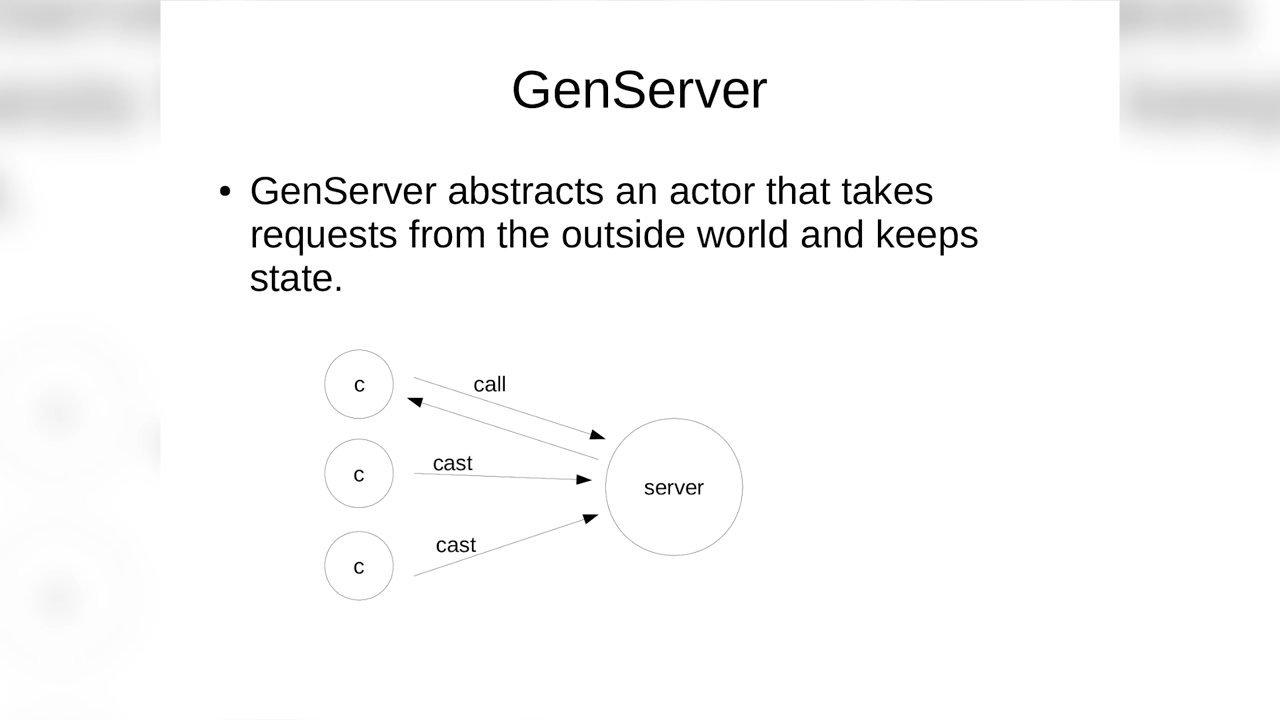 GenServer
• GenServer abstracts an actor that takes
requests from the outside world and keeps
state.
c
call
c
cast
server
cast
c